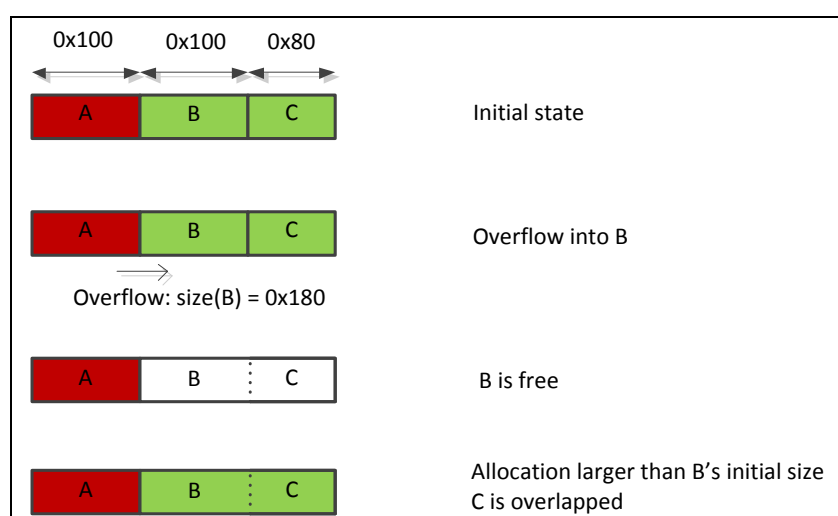 0x100 0x100 0x80
A B C Initial state
A B C Overflow into B
Overflow: size(B) = 0x180
A B C B is free
A B C Allocation larger than B’s initial size
C is overlapped